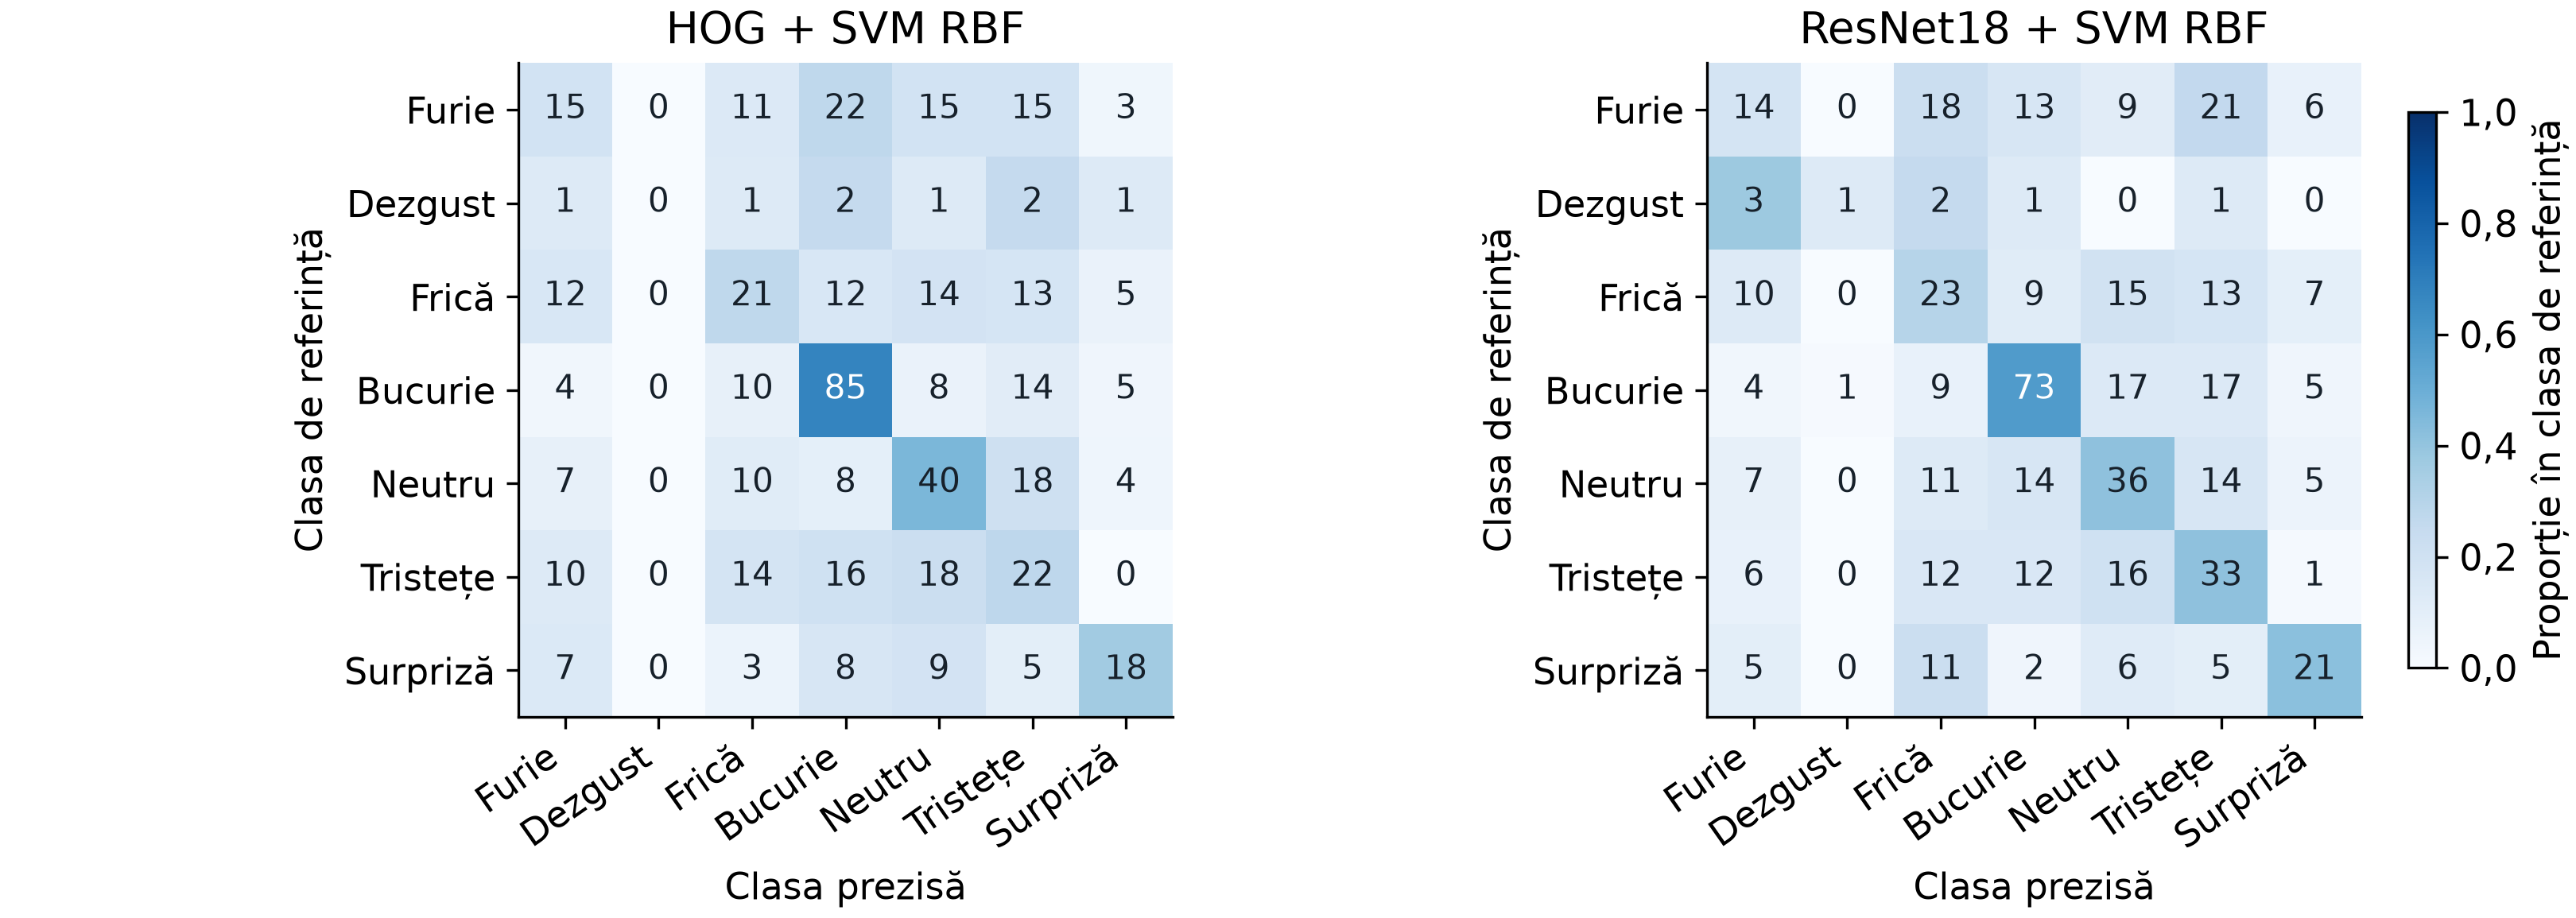 HOG + SVM RBF
Clasa de referință
Furie 15 0 11 22 15 15 3
Dezgust 1 0 1 2 1 2 1
Frică 12 0 21 12 14 13 5
Bucurie 4 0 10 85 8 14 5
Neutru 7 0 10 8 40 18 4
Tristețe 10 0 14 16 18 22 0
Surpriză 7 0 3 8 9 5 18
Furie Dezgust Frică Bucurie Neutru Tristețe Surpriză
Clasa prezisă
ResNet18 + SVM RBF
Clasa de referință
Furie 14 0 18 13 9 21 6
Dezgust 3 1 2 1 0 1 0
Frică 10 0 23 9 15 13 7
Bucurie 4 1 9 73 17 17 5
Neutru 7 0 11 14 36 14 5
Tristețe 6 0 12 12 16 33 1
Surpriză 5 0 11 2 6 5 21
Furie Dezgust Frică Bucurie Neutru Tristețe Surpriză
Clasa prezisă
1,0
0,8
0,6
0,4
0,2
0,0
Proporție în clasa de referință